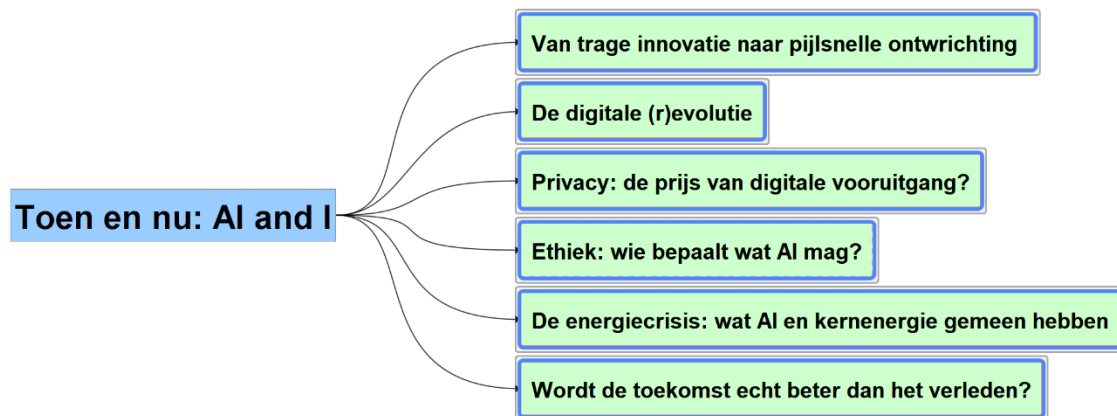 Van trage innovatie naar pijlsnelle ontwrichting
De digitale (r)evolutie
Privacy: de prijs van digitale vooruitgang?
Toen en nu: AI and I
Ethiek: wie bepaalt wat AI mag?
De energiecrisis: wat AI en kernenergie gemeen hebben
Wordt de toekomst echt beter dan het verleden?